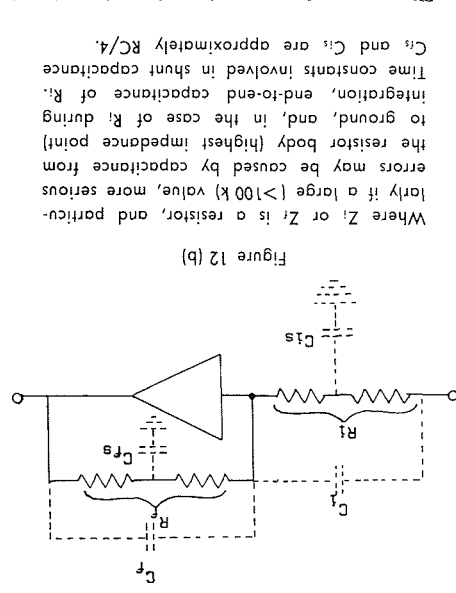 Cf
Ci
Rf
Cfs
Ri
Cis
Figure 12 (b)
Where Zi or Zf is a resistor, and particu-
larly if a large (>100 k) value, more serious
errors may be caused by capacitance from
the resistor body (highest impedance point)
to ground, and, in the case of Ri during
integration, end-to-end capacitance of Ri.
Time constants involved in shunt capacitance
Cfs and Cis are approximately RC/4.